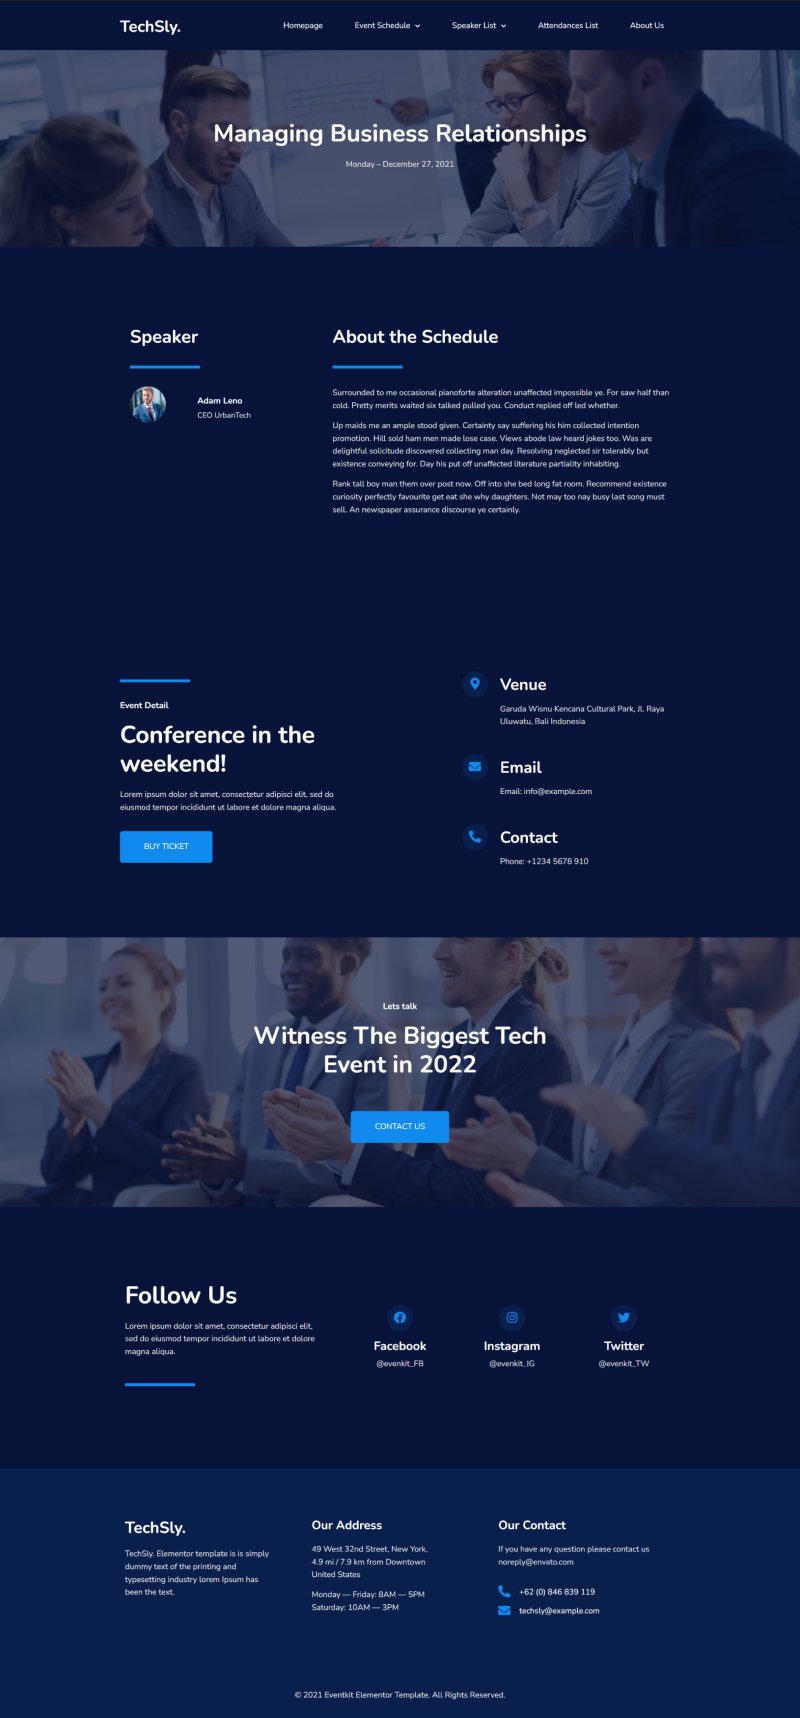 TechSly.
Homepage
Event Schedule
Speaker List
Attendances List
About Us
Managing Business Relationships
Monday – December 27, 2021
Speaker
Adam Leno
CEO UrbanTech
About the Schedule
Surrounded to me occasional pianoforte alteration unaffected impossible ye. For saw half than
cold. Pretty merits waited six talked pulled you. Conduct replied off led whether.
Up maids me an ample stood given. Certainty say suffering his him collected intention
promotion. Hill sold ham men made lose case. Views abode law heard jokes too. Was are
delightful solicitude discovered collecting man day. Resolving neglected sir tolerably but
existence conveying for. Day his put off unaffected literature partiality inhabiting.
Rank tall boy man them over post now. Off into she bed long fat room. Recommend existence
curiosity perfectly favourite get eat she why daughters. Not may too nay busy last song must
sell. An newspaper assurance discourse ye certainly.
Event Detail
Conference in the
weekend!
Lorem ipsum dolor sit amet, consectetur adipisci elit, sed do
eiusmod tempor incididunt ut labore et dolore magna aliqua.
BUY TICKET
Venue
Garuda Wisnu Kencana Cultural Park, Jl. Raya
Uluwatu, Bali Indonesia
Email
Email: info@example.com
Contact
Phone: +1234 5678 910
Lets talk
Witness The Biggest Tech
Event in 2022
CONTACT US
Follow Us
Lorem ipsum dolor sit amet, consectetur adipisci elit,
sed do eiusmod tempor incididunt ut labore et dolore
magna aliqua.
Facebook
@evenkit_FB
Instagram
@evenkit_IG
Twitter
@evenkit_TW
TechSly.
TechSly. Elementor template is is simply
dummy text of the printing and
typesetting industry lorem Ipsum has
been the text.
Our Address
49 West 32nd Street, New York,
4.9 mi / 7.9 km from Downtown
United States
Monday — Friday: 8AM — 5PM
Saturday: 10AM — 3PM
Our Contact
If you have any question please contact us
noreply@envato.com
+62 (0) 846 839 119
techsly@example.com
© 2021 Eventkit Elementor Template. All Rights Reserved.